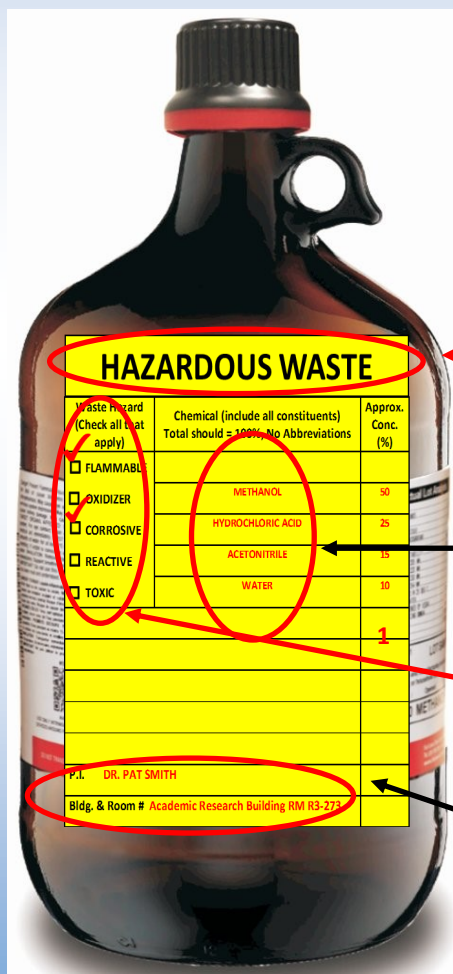 HAZARDOUS WASTE
Waste Hazard (Check all that apply)
Chemical (include all constituents)
Total should = 100%, No Abbreviations
Approx. Conc. (%)
FLAMMABLE
OXIDIZER
METHANOL 50
CORROSIVE
HYDROCHLORIC ACID 25
REACTIVE
ACETONITRILE 15
TOXIC
WATER 10
1
P.I. DR. PAT SMITH
Bldg. & Room # Academic Research Building RM R3-273